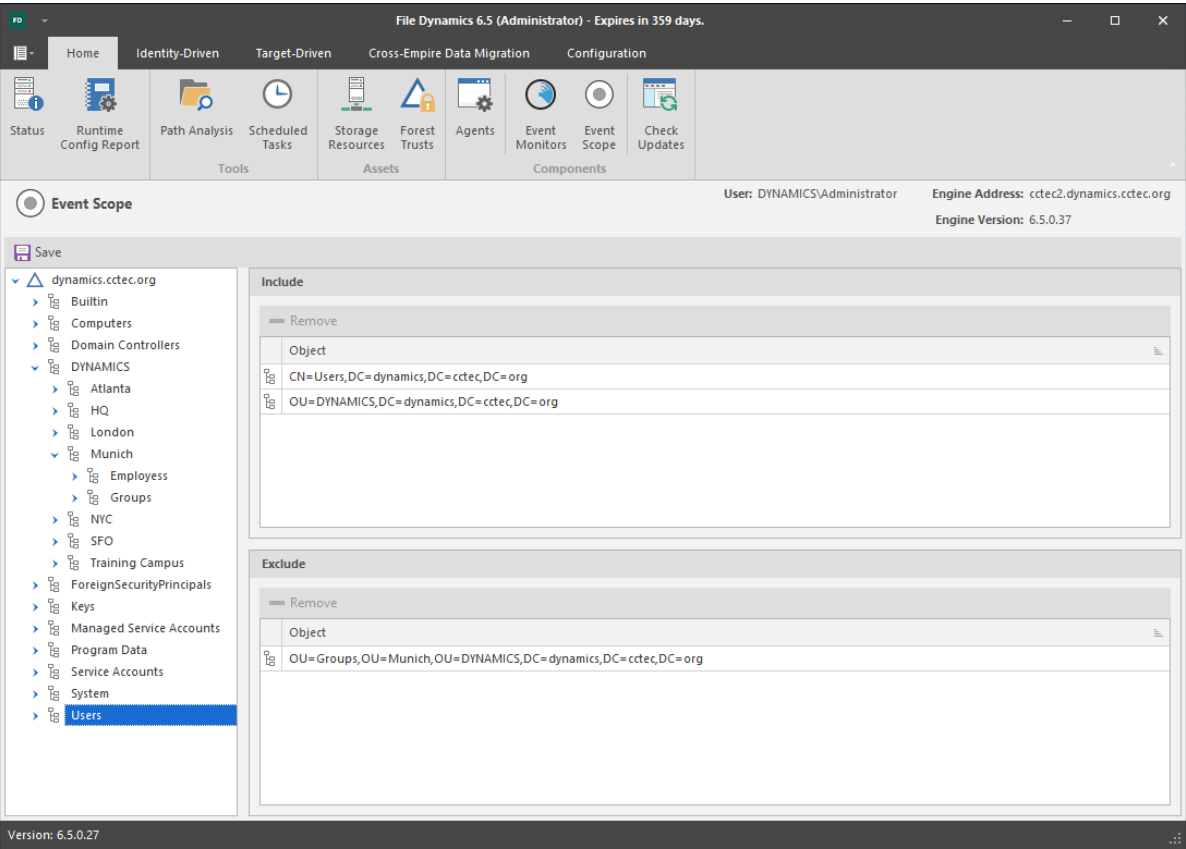 FD
File Dynamics 6.5 (Administrator) - Expires in 359 days.
Home Identity-Driven Target-Driven Cross-Empire Data Migration Configuration
Status Runtime Config Report Path Analysis Scheduled Tasks Storage Resources Forest Trusts Agents Event Monitors Event Scope Check Updates
Tools Assets Components
Event Scope
User: DYNAMICS\Administrator
Engine Address: cctec2.dynamics.cctec.org
Engine Version: 6.5.0.37
Save
dynamics.cctec.org
Builtin
Computers
Domain Controllers
DYNAMICS
Atlanta
HQ
London
Munich
Employess
Groups
NYC
SFO
Training Campus
ForeignSecurityPrincipals
Keys
Managed Service Accounts
Program Data
Service Accounts
System
Users
Include
Remove
Object
CN=Users,DC=dynamics,DC=cctec,DC=org
OU=DYNAMICS,DC=dynamics,DC=cctec,DC=org
Exclude
Remove
Object
OU=Groups,OU=Munich,OU=DYNAMICS,DC=dynamics,DC=cctec,DC=org
Version: 6.5.0.27